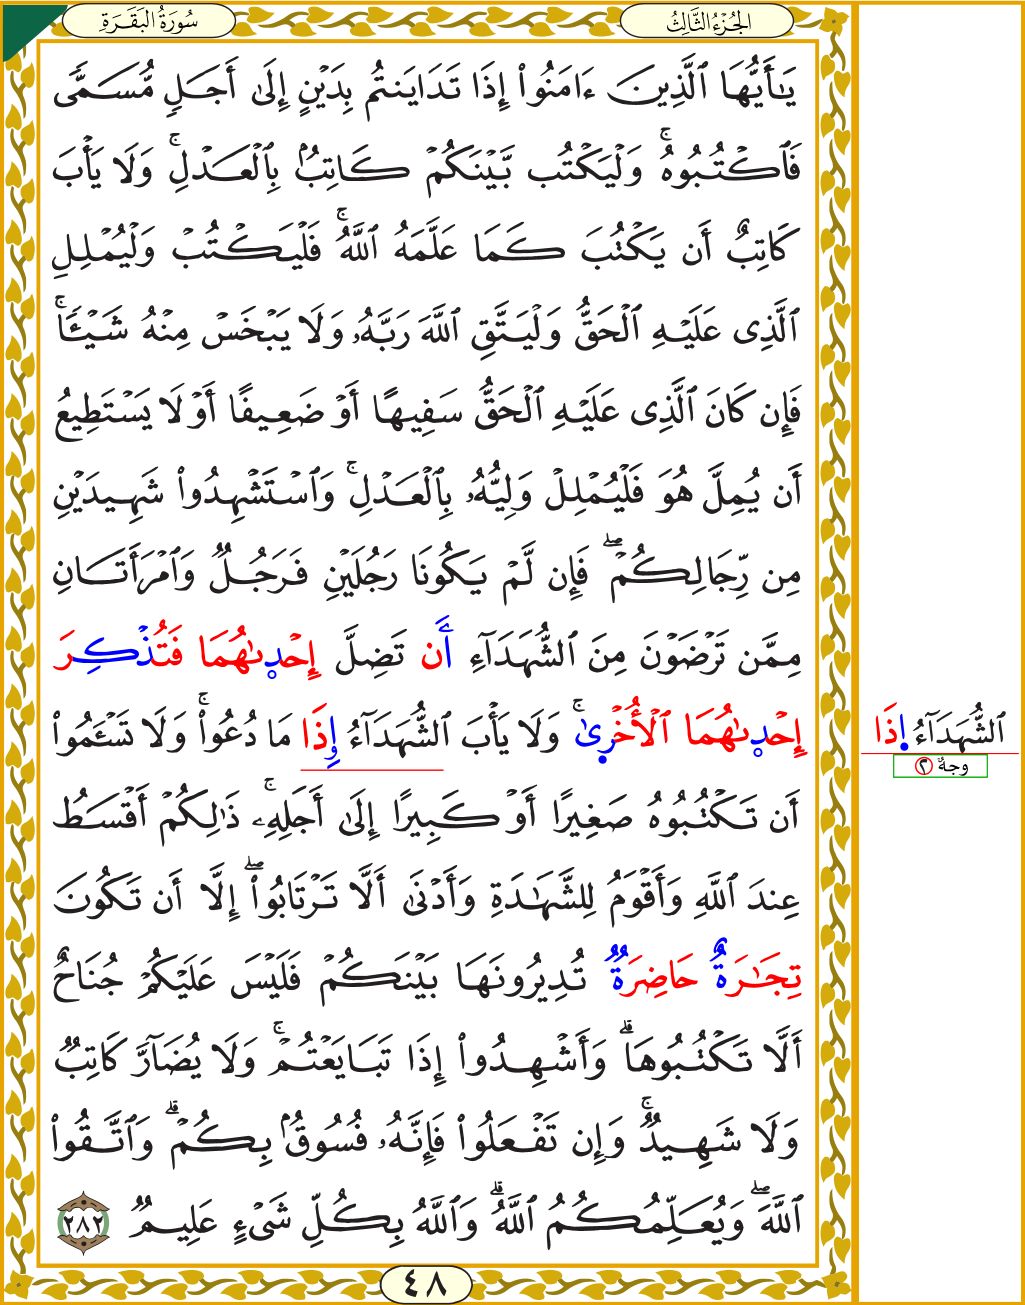 سُورَةُ البَقَرَةِ
الجُزْءُ الثَّالِثُ
يَٰٓأَيُّهَا ٱلَّذِينَ ءَامَنُوٓا۟ إِذَا تَدَايَنتُم بِدَيْنٍ إِلَىٰٓ أَجَلٍ مُّسَمًّى
فَٱكْتُبُوهُ ۚ وَلْيَكْتُب بَّيْنَكُمْ كَاتِبٌۢ بِٱلْعَدْلِ ۚ وَلَا يَأْبَ
كَاتِبٌ أَن يَكْتُبَ كَمَا عَلَّمَهُ ٱللَّهُ ۚ فَلْيَكْتُبْ وَلْيُمْلِلِ
ٱلَّذِى عَلَيْهِ ٱلْحَقُّ وَلْيَتَّقِ ٱللَّهَ رَبَّهُۥ وَلَا يَبْخَسْ مِنْهُ شَيْـًٔا ۚ
فَإِن كَانَ ٱلَّذِى عَلَيْهِ ٱلْحَقُّ سَفِيهًا أَوْ ضَعِيفًا أَوْ لَا يَسْتَطِيعُ
أَن يُمِلَّ هُوَ فَلْيُمْلِلْ وَلِيُّهُۥ بِٱلْعَدْلِ ۚ وَٱسْتَشْهِدُوا۟ شَهِيدَيْنِ
مِن رِّجَالِكُمْ ۖ فَإِن لَّمْ يَكُونَا رَجُلَيْنِ فَرَجُلٌ وَٱمْرَأَتَانِ
مِمَّن تَرْضَوْنَ مِنَ ٱلشُّهَدَآءِ أَن تَضِلَّ إِحْدَىٰهُمَا فَتُذْكِرَ
إِحْدَىٰهُمَا ٱلْأُخْرَىٰ ۚ وَلَا يَأْبَ ٱلشُّهَدَآءُ إِذَا مَا دُعُوا۟ ۚ وَلَا تَسْـَٔمُوٓا۟
أَن تَكْتُبُوهُ صَغِيرًا أَوْ كَبِيرًا إِلَىٰٓ أَجَلِهِۦ ۚ ذَٰلِكُمْ أَقْسَطُ
عِندَ ٱللَّهِ وَأَقْوَمُ لِلشَّهَٰدَةِ وَأَدْنَىٰٓ أَلَّا تَرْتَابُوٓا۟ ۖ إِلَّآ أَن تَكُونَ
تِجَٰرَةٌ حَاضِرَةٌ تُدِيرُونَهَا بَيْنَكُمْ فَلَيْسَ عَلَيْكُمْ جُنَاحٌ
أَلَّا تَكْتُبُوهَا ۗ وَأَشْهِدُوٓا۟ إِذَا تَبَايَعْتُمْ ۚ وَلَا يُضَآرَّ كَاتِبٌ
وَلَا شَهِيدٌ ۚ وَإِن تَفْعَلُوا۟ فَإِنَّهُۥ فُسُوقٌۢ بِكُمْ ۗ وَٱتَّقُوا۟
ٱللَّهَ ۖ وَيُعَلِّمُكُمُ ٱللَّهُ ۗ وَٱللَّهُ بِكُلِّ شَىْءٍ عَلِيمٌ ٢٨٢
ٱلشُّهَدَآءُ إِذَا
وجهٌ ٢
٤٨